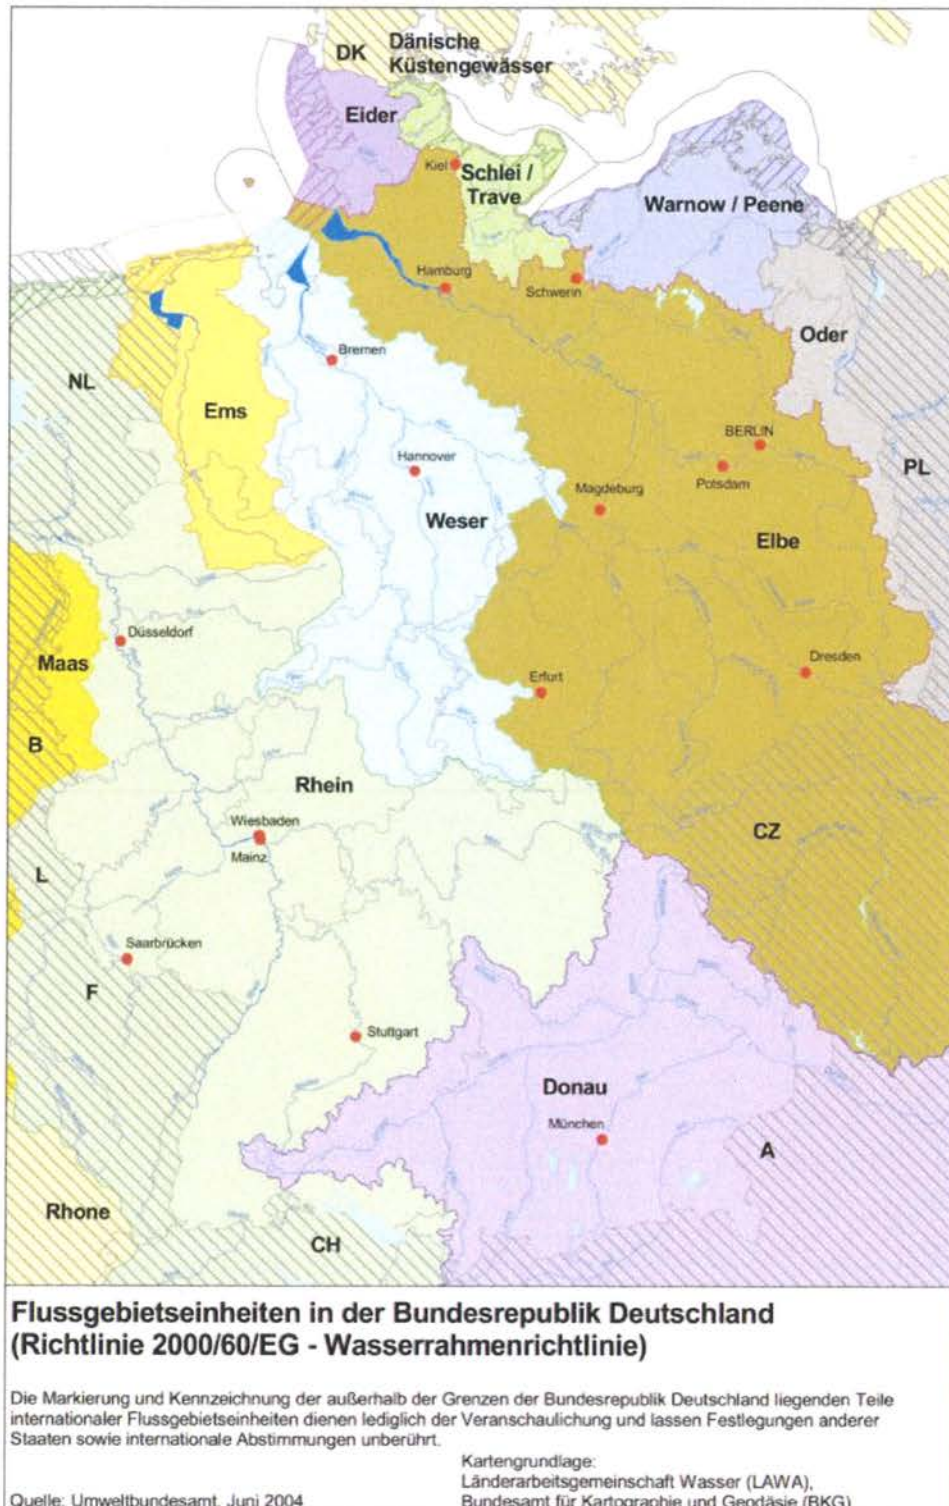 DK
Dänische
Küstengewässer
Eider
Kiel
Schlei /
Trave
Warnow / Peene
Hamburg
Schwerin
Oder
Bremen
NL
Ems
BERLIN
Hannover
PL
Potsdam
Magdeburg
Weser
Elbe
Düsseldorf
Maas
Dresden
Erfurt
B
Rhein
Wiesbaden
CZ
Mainz
L
Saarbrücken
F
Stuttgart
Donau
München
A
Rhone
CH
Flussgebietseinheiten in der Bundesrepublik Deutschland
(Richtlinie 2000/60/EG - Wasserrahmenrichtlinie)
Die Markierung und Kennzeichnung der außerhalb der Grenzen der Bundesrepublik Deutschland liegenden Teile
internationaler Flussgebietseinheiten dienen lediglich der Veranschaulichung und lassen Festlegungen anderer
Staaten sowie internationale Abstimmungen unberührt.
Kartengrundlage:
Länderarbeitsgemeinschaft Wasser (LAWA),
Quelle: Umweltbundesamt, Juni 2004
Bundesamt für Kartographie und Geodäsie (BKG)